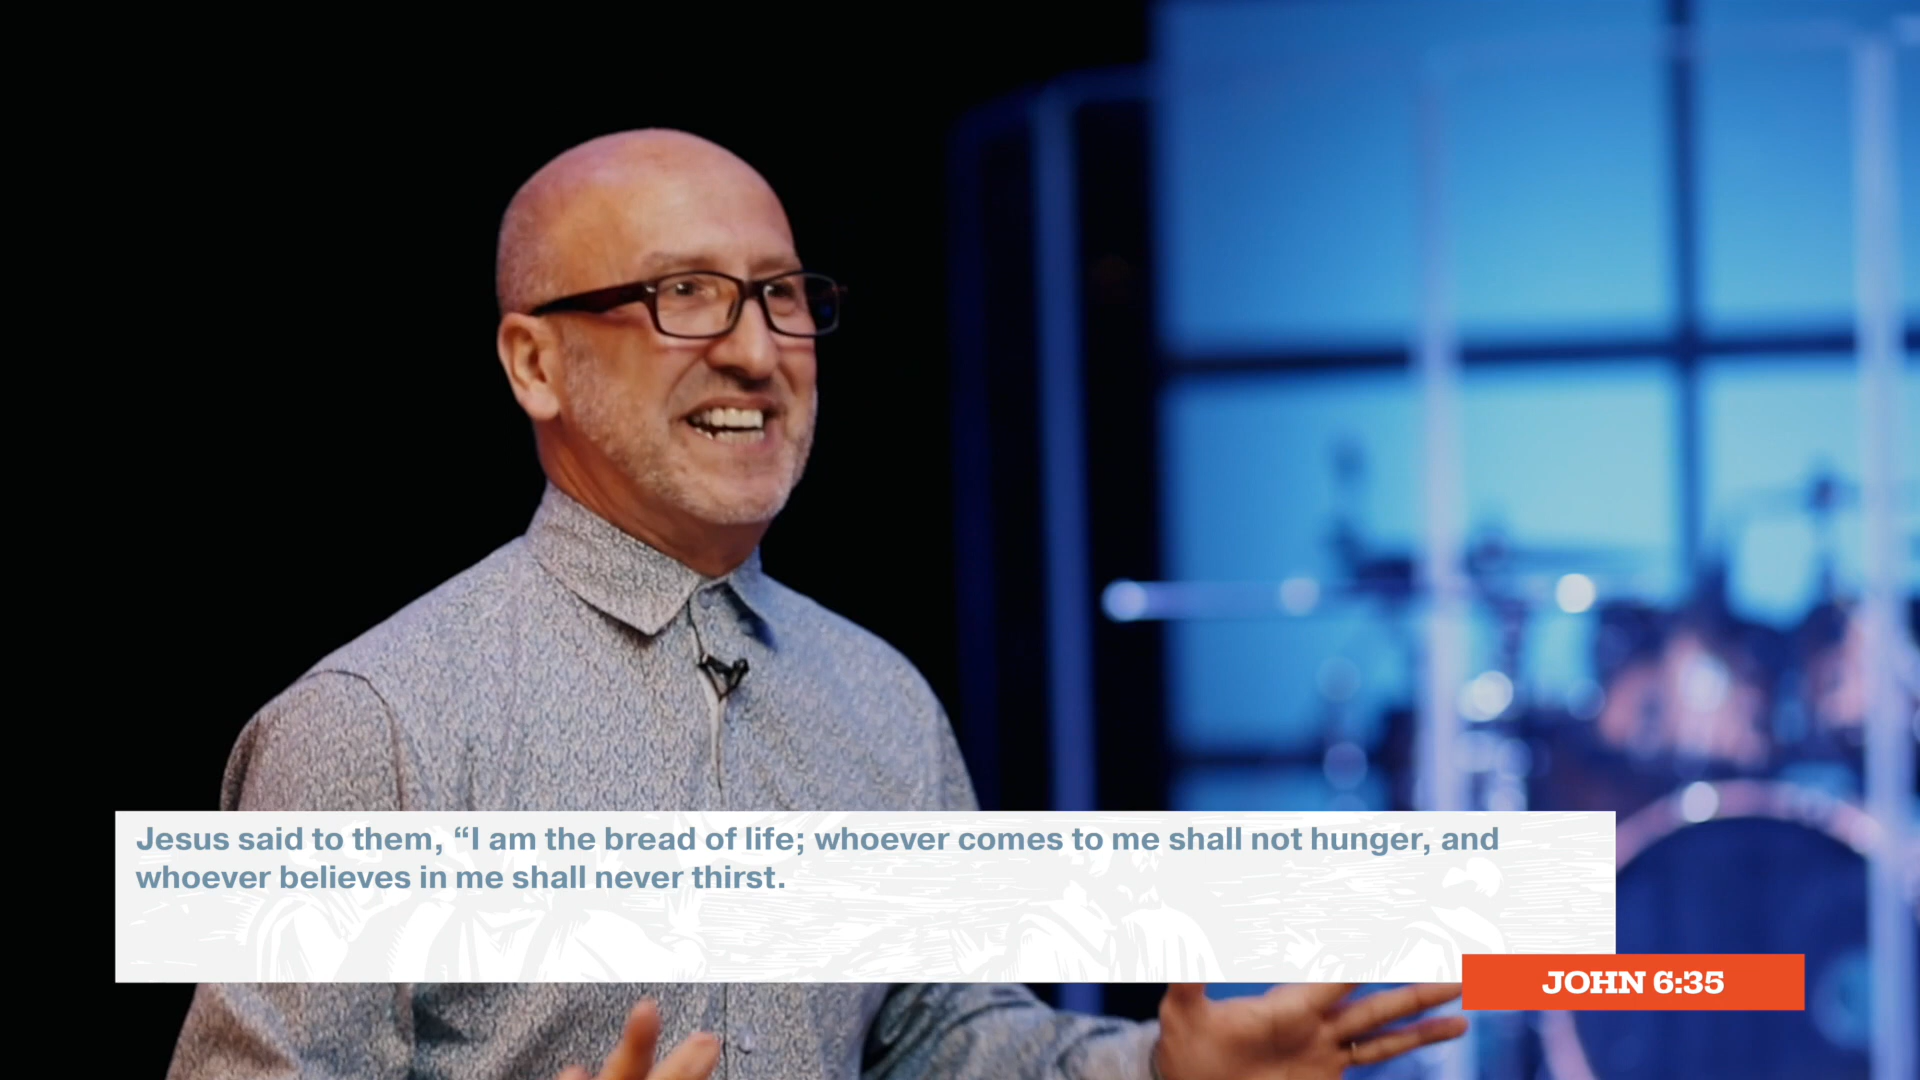 Jesus said to them, “I am the bread of life; whoever comes to me shall not hunger, and
whoever believes in me shall never thirst.
JOHN 6:35